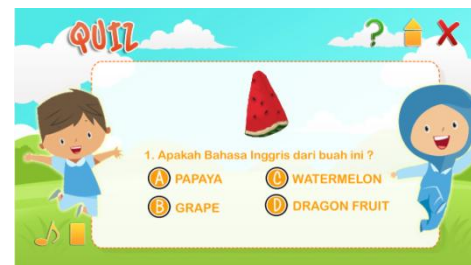 QUIZ
?
X
1. Apakah Bahasa Inggris dari buah ini ?
A PAPAYA
C WATERMELON
B GRAPE
D DRAGON FRUIT